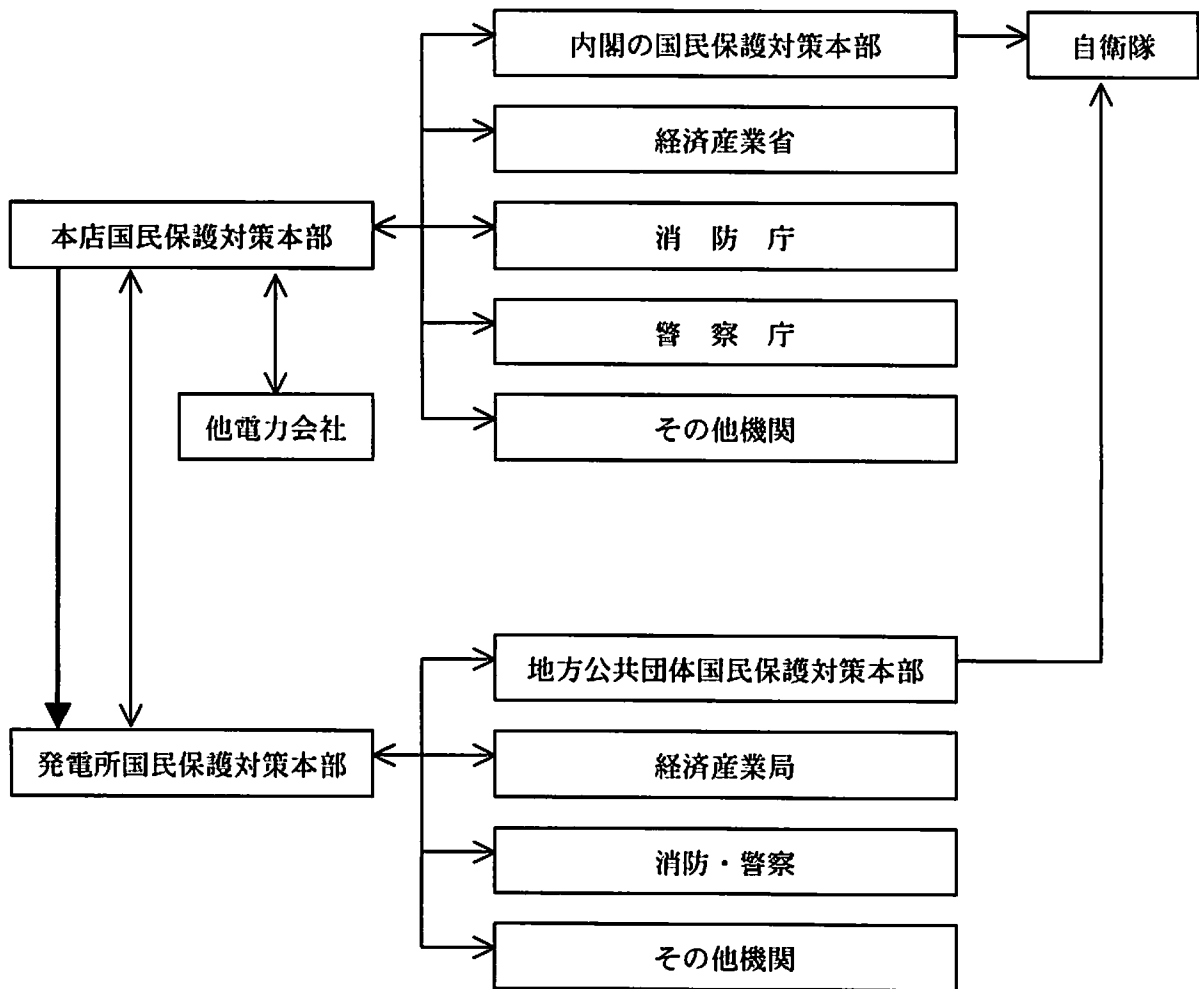 内閣の国民保護対策本部
自衛隊
経済産業省
本店国民保護対策本部
消 防 庁
警 察 庁
他電力会社
その他機関
地方公共団体国民保護対策本部
発電所国民保護対策本部
経済産業局
消防・警察
その他機関